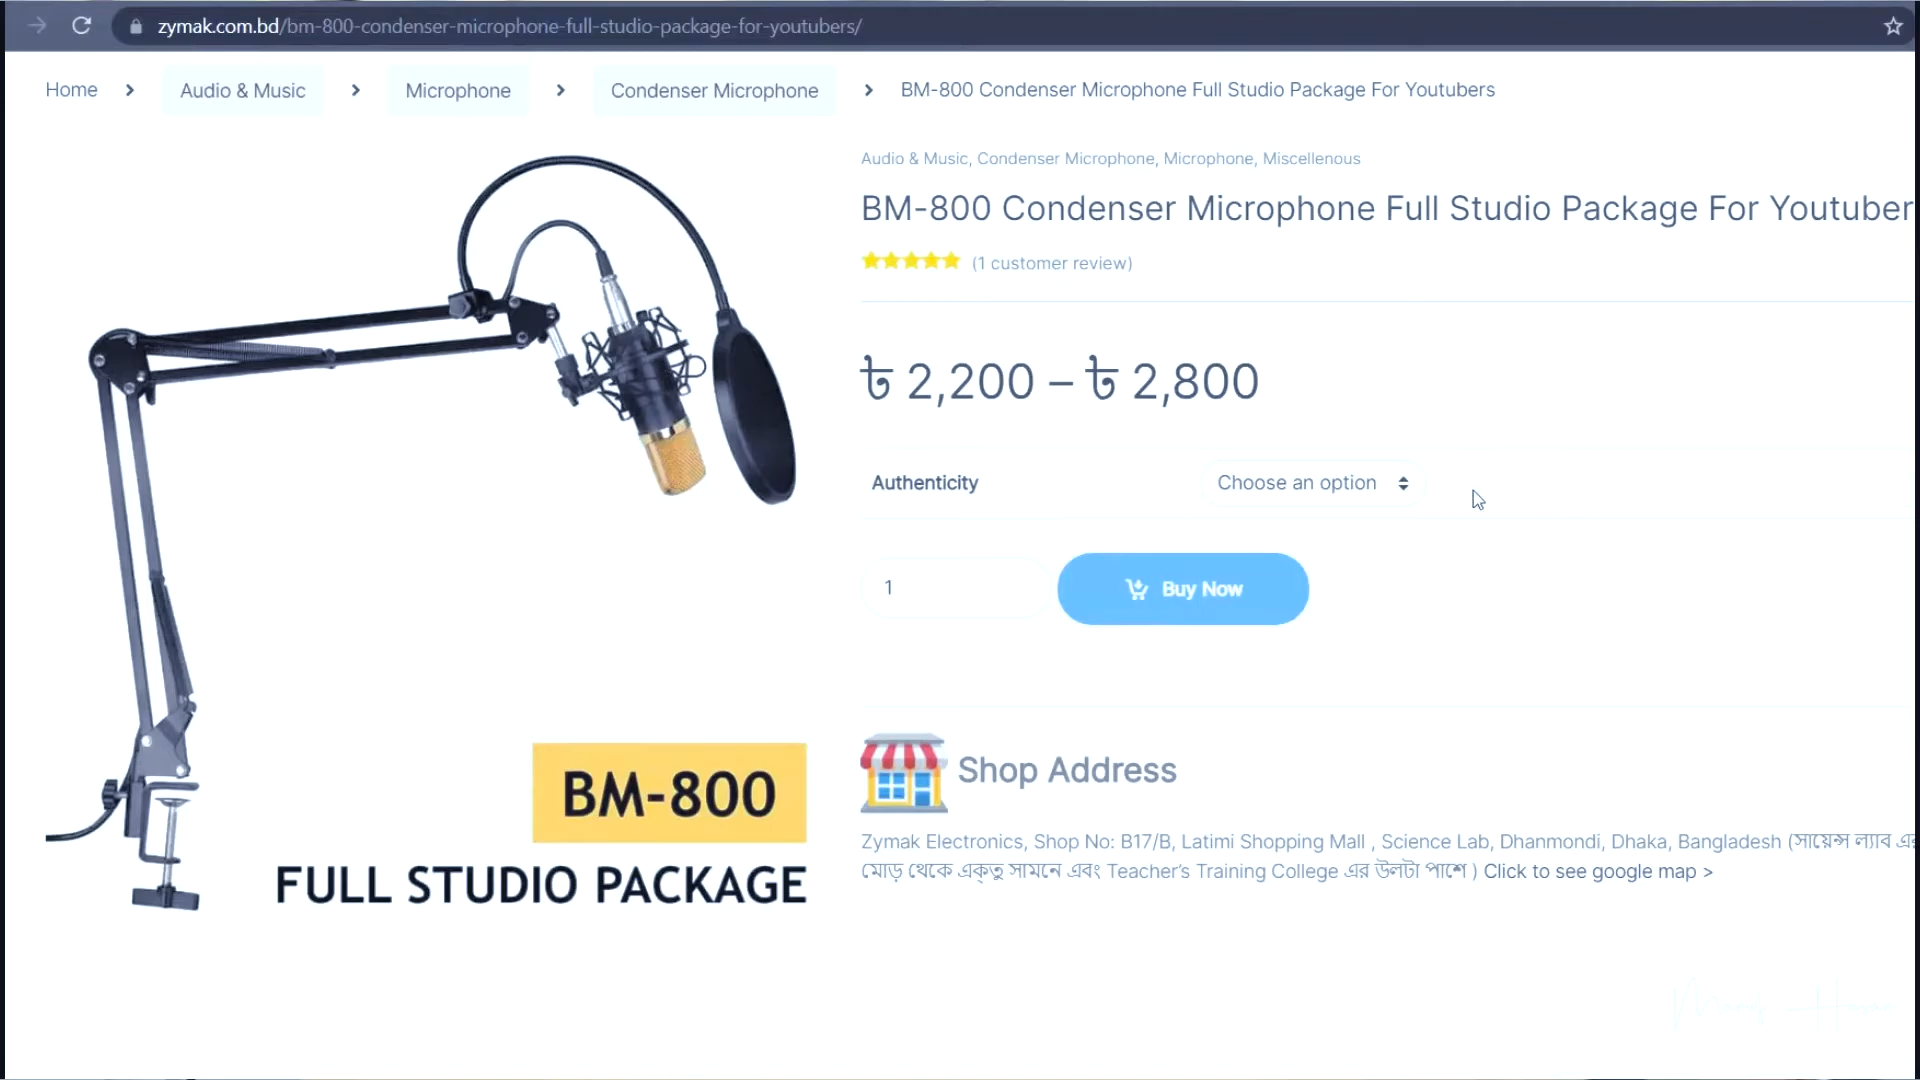 zymak.com.bd/bm-800-condenser-microphone-full-studio-package-for-youtubers/
Home > Audio & Music > Microphone > Condenser Microphone > BM-800 Condenser Microphone Full Studio Package For Youtubers
Audio & Music, Condenser Microphone, Microphone, Miscellenous
BM-800 Condenser Microphone Full Studio Package For Youtuber
(1 customer review)
৳ 2,200 – ৳ 2,800
Authenticity Choose an option
1 Buy Now
Shop Address
Zymak Electronics, Shop No: B17/B, Latimi Shopping Mall , Science Lab, Dhanmondi, Dhaka, Bangladesh (সায়েন্স ল্যাব এর
মোড় থেকে একতু সামনে এবং Teacher's Training College এর উলটা পাশে ) Click to see google map >
BM-800
FULL STUDIO PACKAGE